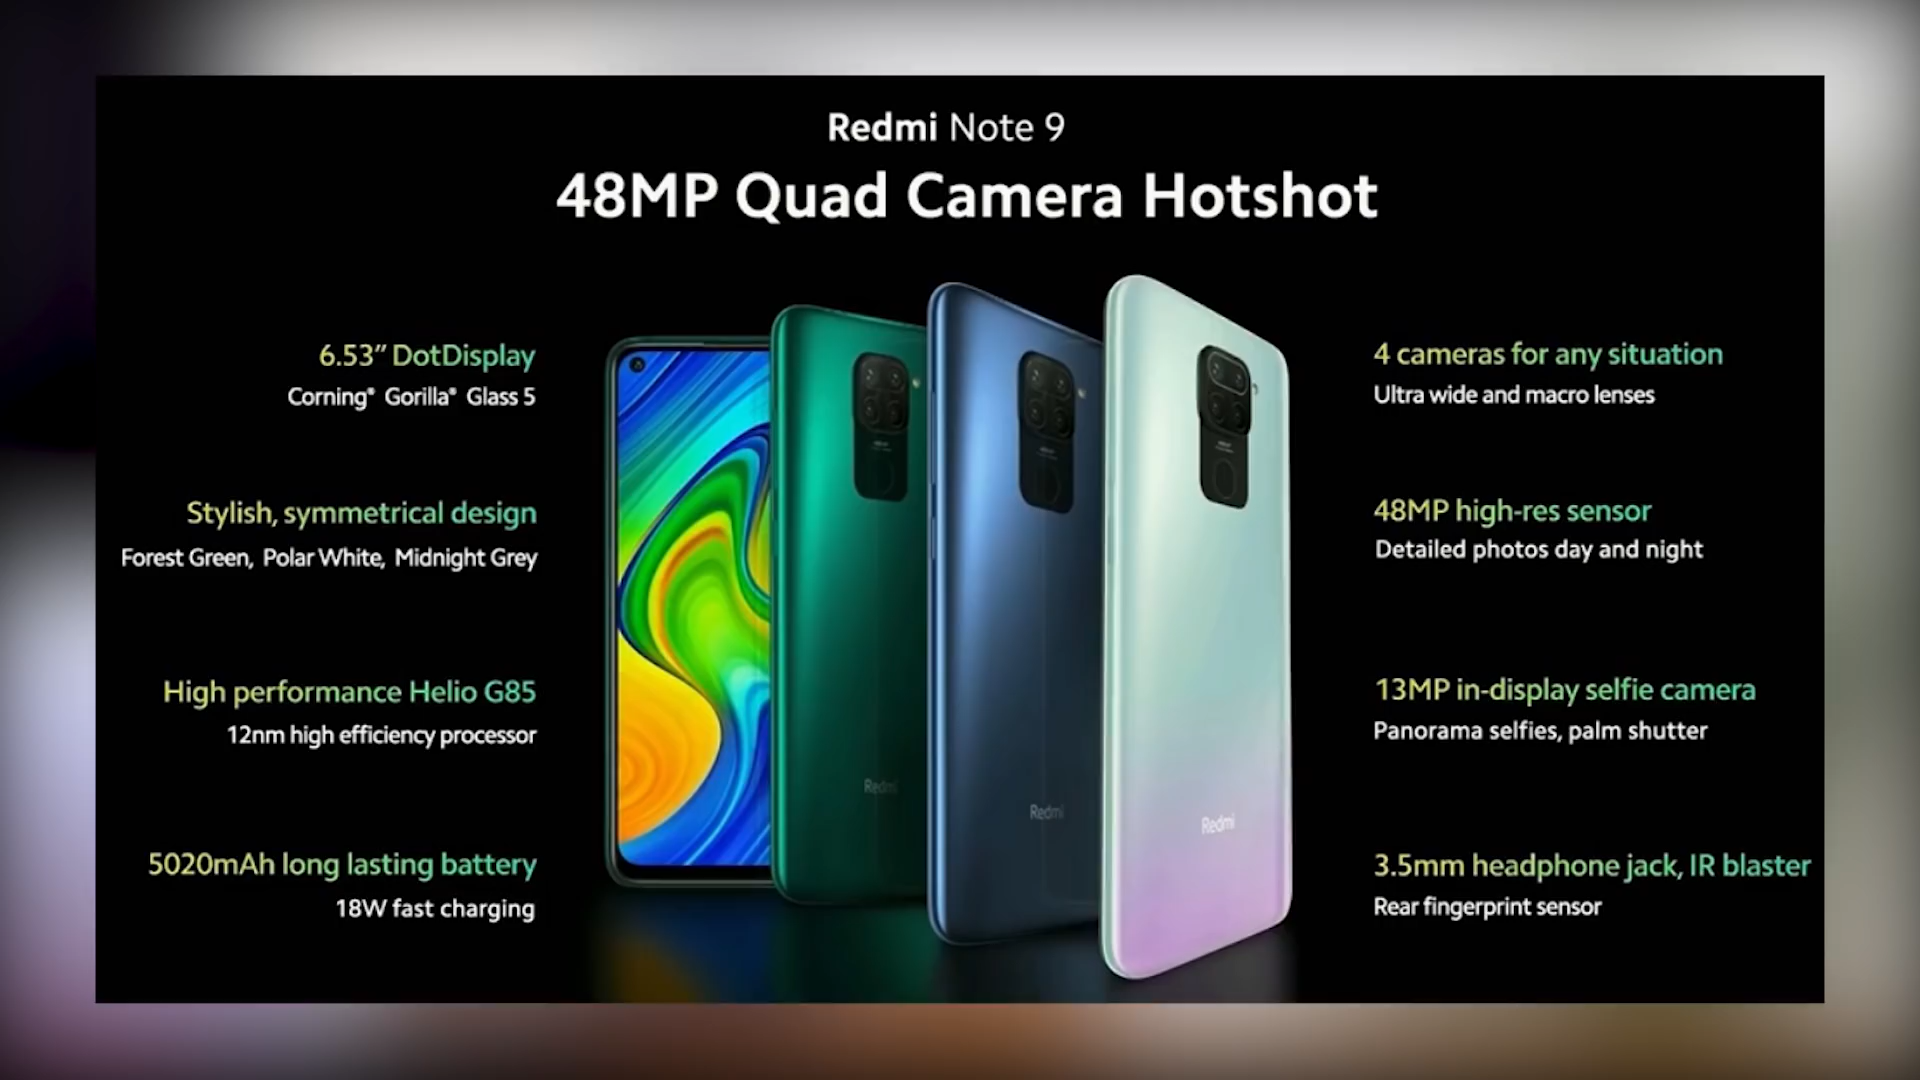 Redmi Note 9
48MP Quad Camera Hotshot
6.53” DotDisplay
Corning® Gorilla® Glass 5
Stylish, symmetrical design
Forest Green, Polar White, Midnight Grey
High performance Helio G85
12nm high efficiency processor
5020mAh long lasting battery
18W fast charging
Redmi
Redmi
Redmi
4 cameras for any situation
Ultra wide and macro lenses
48MP high-res sensor
Detailed photos day and night
13MP in-display selfie camera
Panorama selfies, palm shutter
3.5mm headphone jack, IR blaster
Rear fingerprint sensor